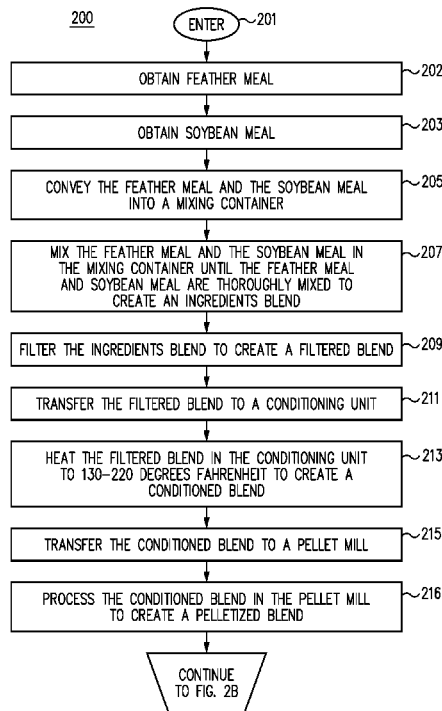 200
ENTER
201
OBTAIN FEATHER MEAL
202
OBTAIN SOYBEAN MEAL
203
CONVEY THE FEATHER MEAL AND THE SOYBEAN MEAL
INTO A MIXING CONTAINER
205
MIX THE FEATHER MEAL AND THE SOYBEAN MEAL IN
THE MIXING CONTAINER UNTIL THE FEATHER MEAL
AND SOYBEAN MEAL ARE THOROUGHLY MIXED TO
CREATE AN INGREDIENTS BLEND
207
FILTER THE INGREDIENTS BLEND TO CREATE A FILTERED BLEND
209
TRANSFER THE FILTERED BLEND TO A CONDITIONING UNIT
211
HEAT THE FILTERED BLEND IN THE CONDITIONING UNIT
TO 130-220 DEGREES FAHRENHEIT TO CREATE A
CONDITIONED BLEND
213
TRANSFER THE CONDITIONED BLEND TO A PELLET MILL
215
PROCESS THE CONDITIONED BLEND IN THE PELLET MILL
TO CREATE A PELLETIZED BLEND
216
CONTINUE
TO FIG. 2B